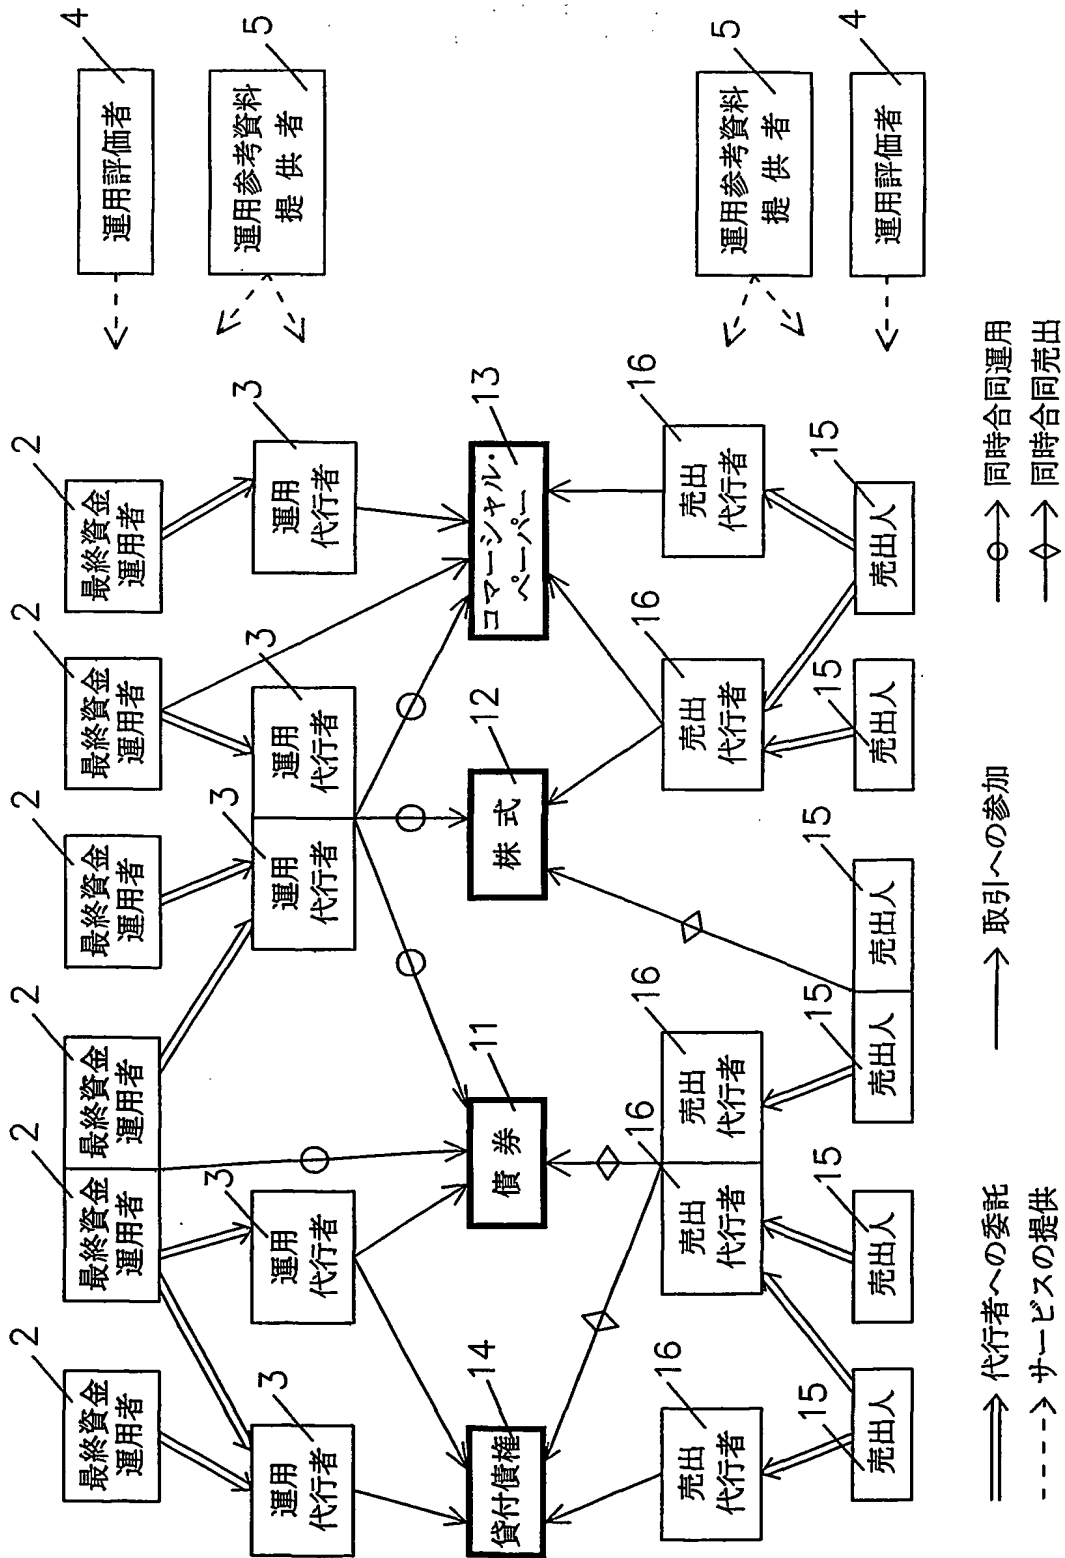 2
最終資金
運用者
2
最終資金
運用者
2
最終資金
運用者
2
最終資金
運用者
2
最終資金
運用者
2
最終資金
運用者
4
運用評価者
3
運用
代行者
3
運用
代行者
3
運用
代行者
3
運用
代行者
3
運用
代行者
5
運用参考資料
提 供 者
14
貸付債権
11
債 券
12
株 式
13
コマーシャル・
ペーパー
16
売出
代行者
16
売出
代行者
16
売出
代行者
16
売出
代行者
16
売出
代行者
5
運用参考資料
提 供 者
15
売出人
15
売出人
15
売出人
15
売出人
15
売出人
15
売出人
4
運用評価者
代行者への委託
取引への参加
同時合同運用
サービスの提供
同時合同売出